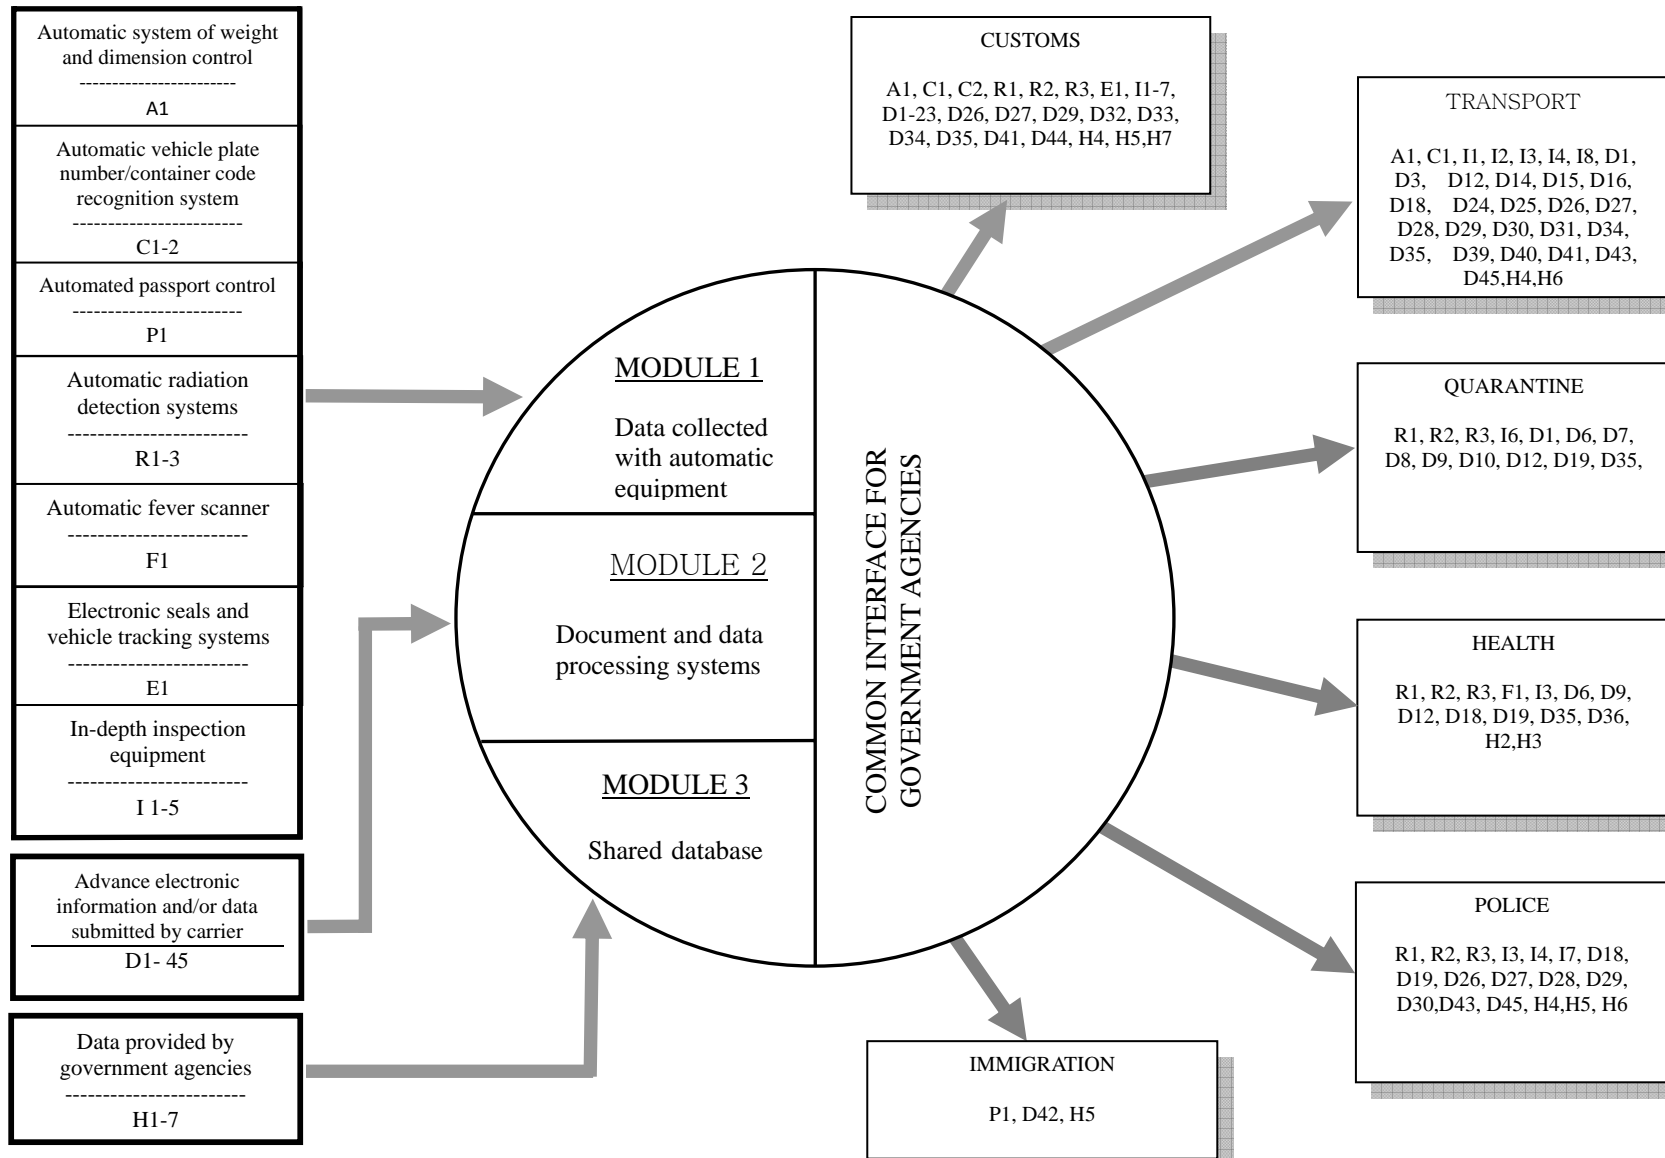 Automatic system of weight
and dimension control
------------------------
A1
Automatic vehicle plate
number/container code
recognition system
------------------------
C1-2
Automated passport control
------------------------
P1
Automatic radiation
detection systems
------------------------
R1-3
Automatic fever scanner
------------------------
F1
Electronic seals and
vehicle tracking systems
------------------------
E1
In-depth inspection
equipment
------------------------
I 1-5
Advance electronic
information and/or data
submitted by carrier
D1- 45
Data provided by
government agencies
------------------------
H1-7
MODULE 1
Data collected
with automatic
equipment
MODULE 2
Document and data
processing systems
MODULE 3
Shared database
COMMON INTERFACE FOR
GOVERNMENT AGENCIES
CUSTOMS
A1, C1, C2, R1, R2, R3, E1, I1-7,
D1-23, D26, D27, D29, D32, D33,
D34, D35, D41, D44, H4, H5,H7
TRANSPORT
A1, C1, I1, I2, I3, I4, I8, D1,
D3, D12, D14, D15, D16,
D18, D24, D25, D26, D27,
D28, D29, D30, D31, D34,
D35, D39, D40, D41, D43,
D45,H4,H6
QUARANTINE
R1, R2, R3, I6, D1, D6, D7,
D8, D9, D10, D12, D19, D35,
HEALTH
R1, R2, R3, F1, I3, D6, D9,
D12, D18, D19, D35, D36,
H2,H3
POLICE
R1, R2, R3, I3, I4, I7, D18,
D19, D26, D27, D28, D29,
D30,D43, D45, H4,H5, H6
IMMIGRATION
P1, D42, H5